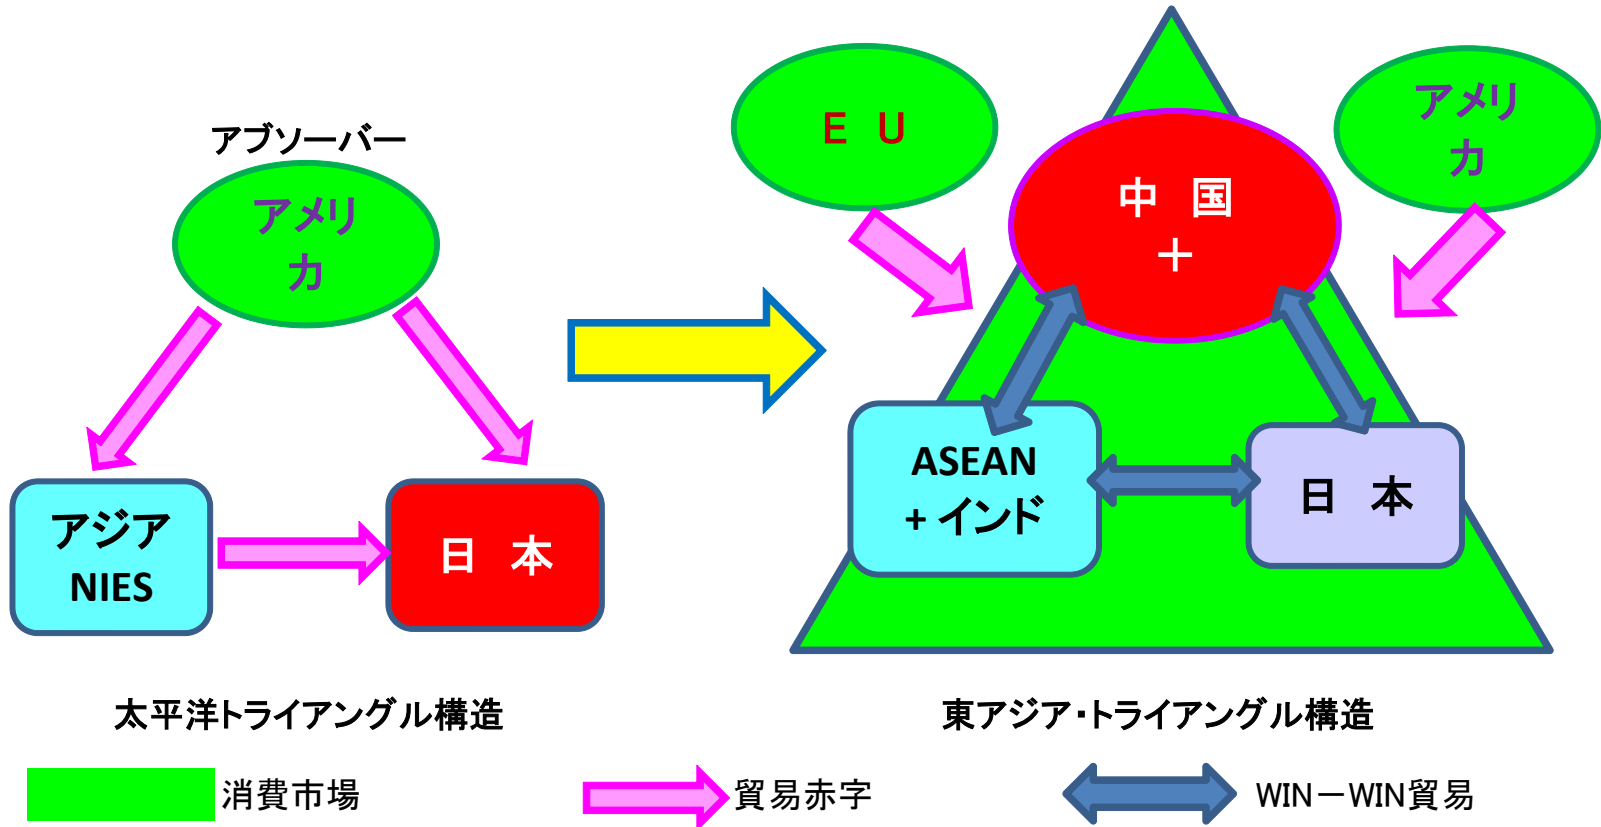 アブソーバー
アメリ
カ
アジア
NIES
日 本
太平洋トライアングル構造
E U
アメリ
カ
中 国
＋
ASEAN
+ インド
日 本
東アジア・トライアングル構造
消費市場
貿易赤字
WIN－WIN貿易